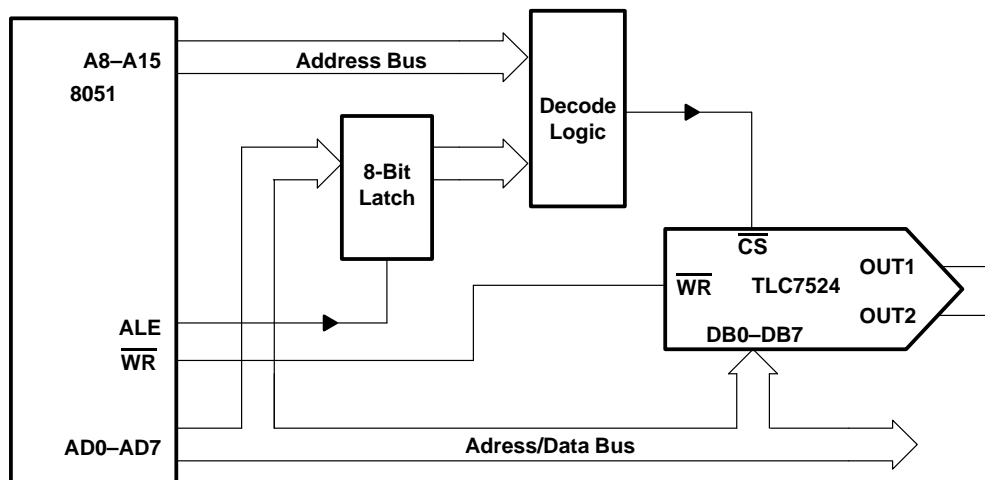 A8–A15
8051
Address Bus
Decode
Logic
8-Bit
Latch
CS
WR
TLC7524
OUT1
OUT2
DB0–DB7
ALE
WR
AD0–AD7
Adress/Data Bus